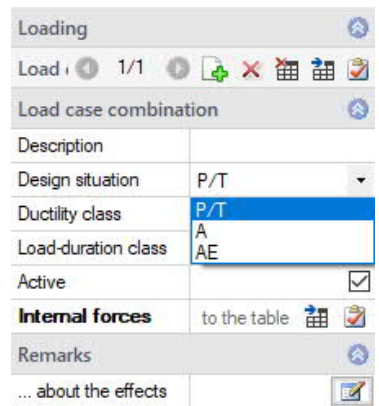 Loading
Load 1/1
Load case combination
Description
Design situation P/T
Ductility class P/T
A
Load-duration class AE
Active
Internal forces to the table
Remarks
... about the effects